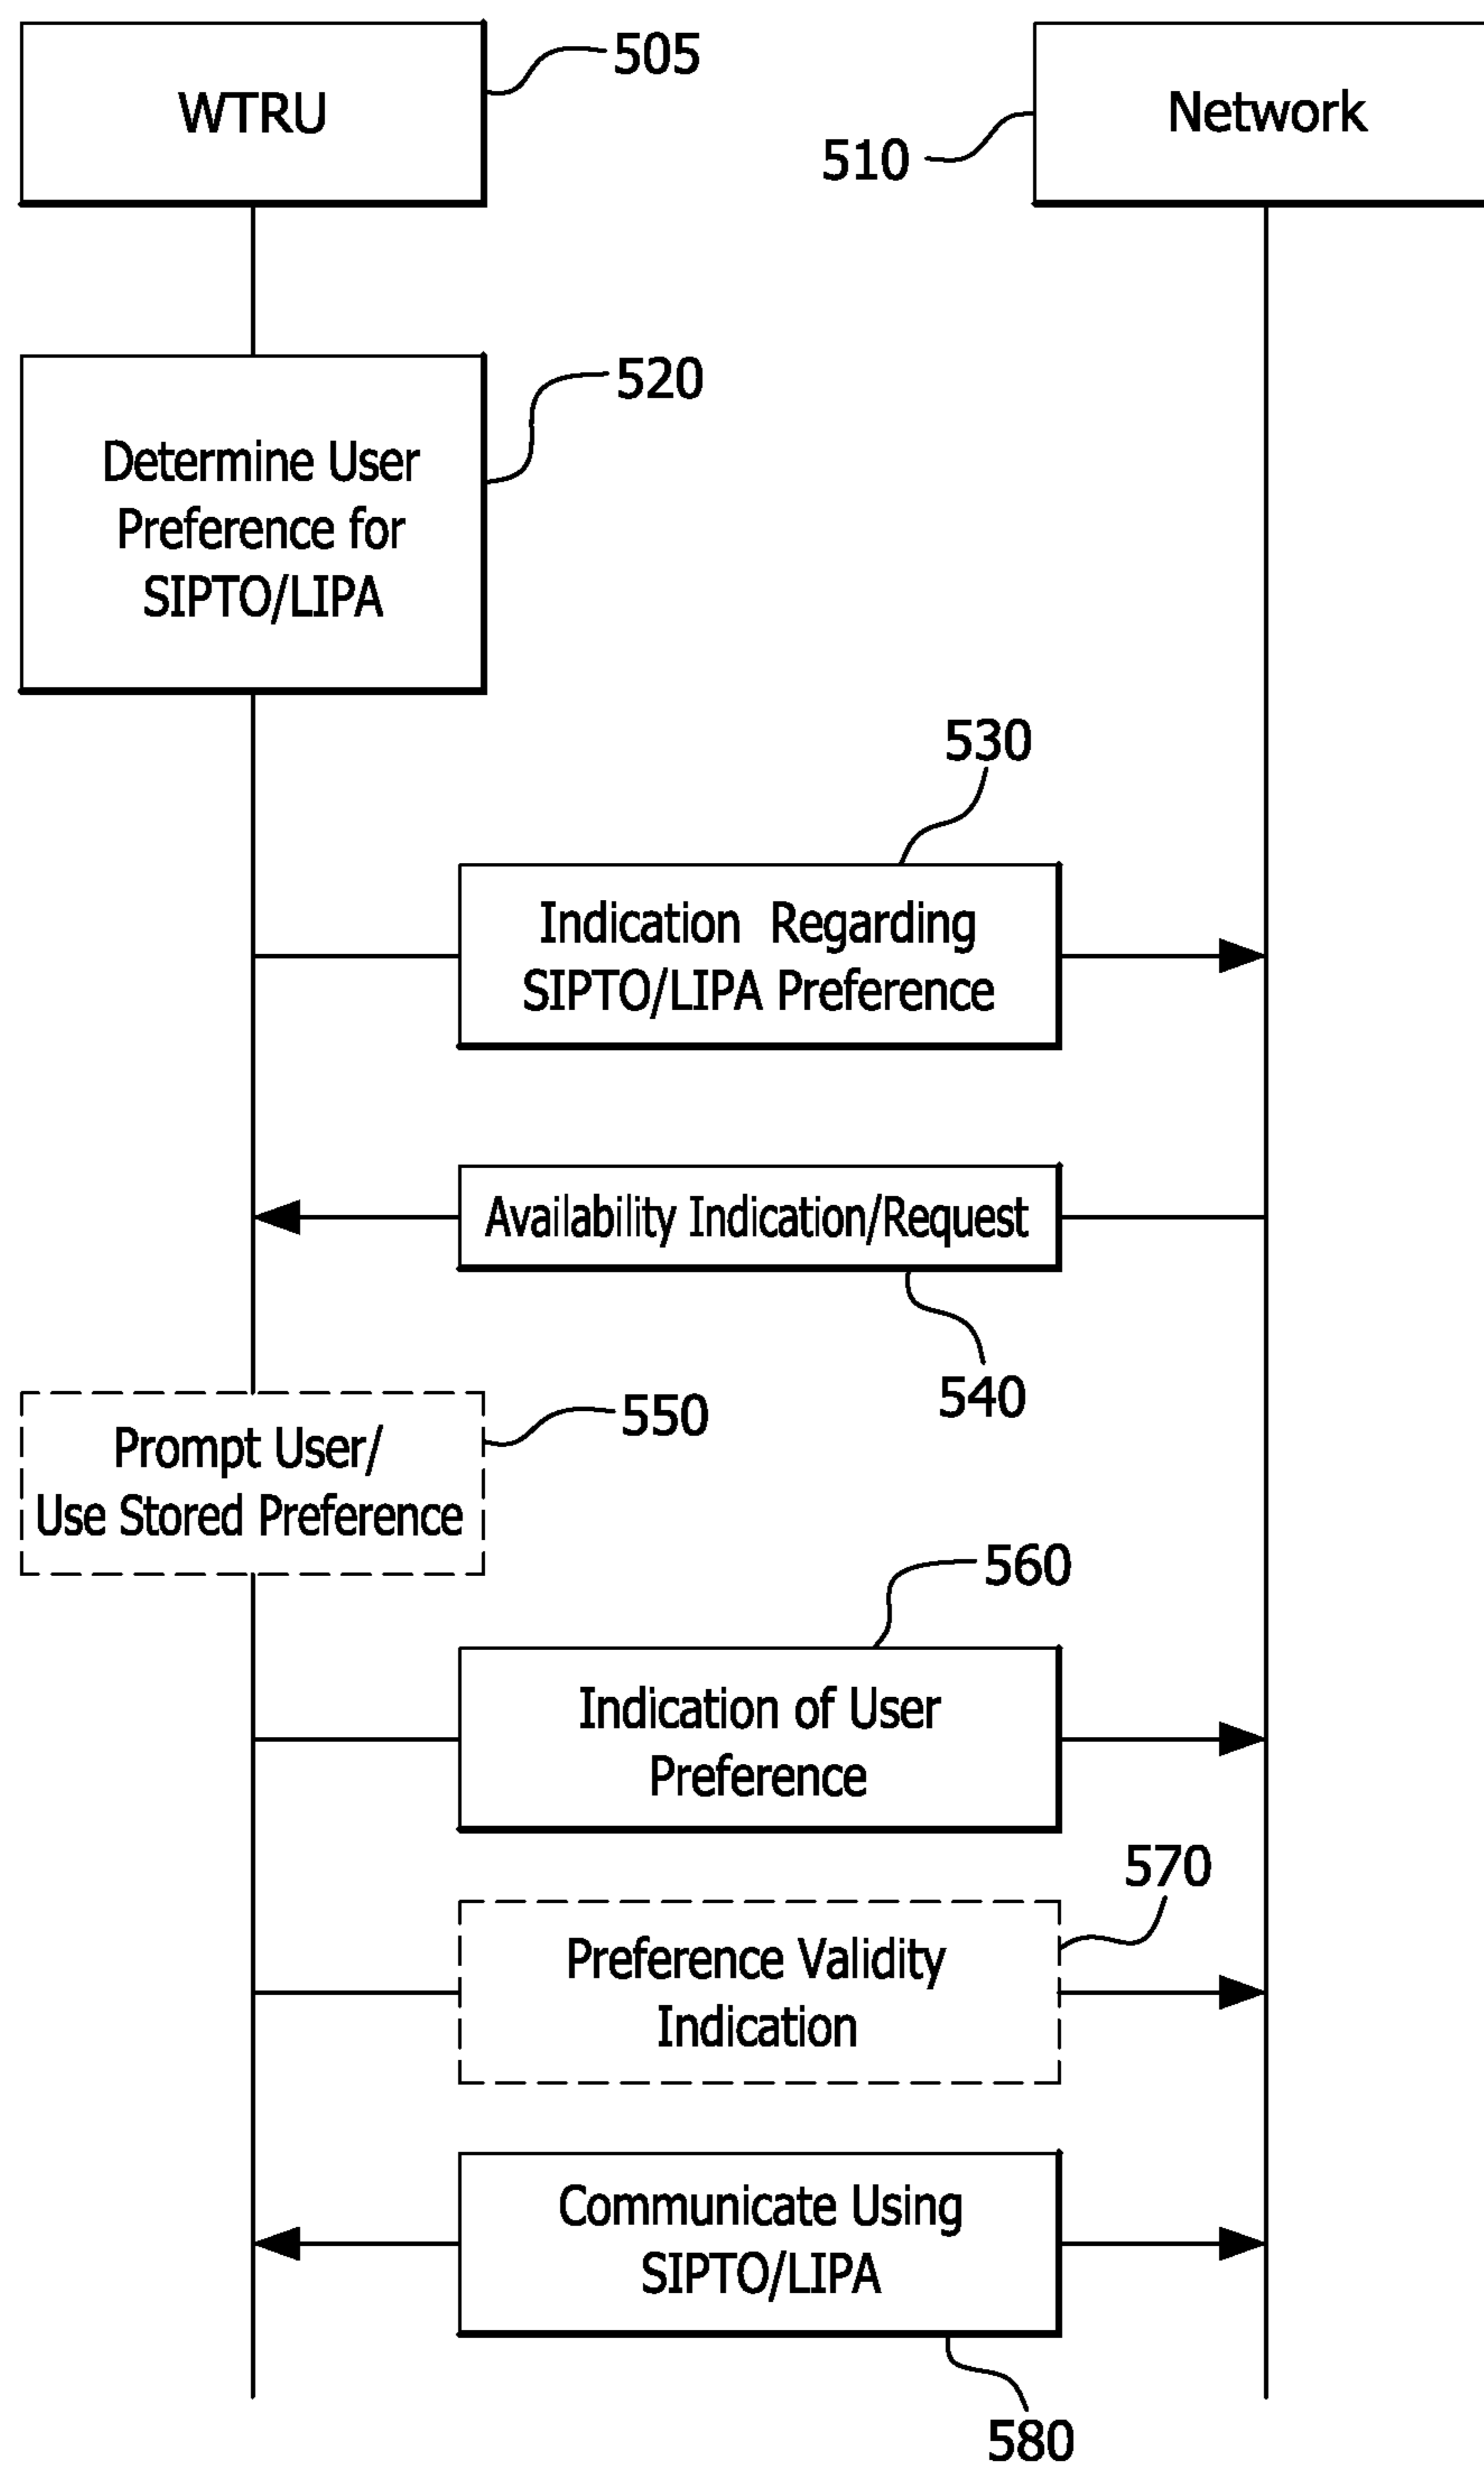 WTRU
505
Network
510
520
Determine User
Preference for
SIPTO/LIPA
530
Indication Regarding
SIPTO/LIPA Preference
Availability Indication/Request
540
550
Prompt User/
Use Stored Preference
560
Indication of User
Preference
570
Preference Validity
Indication
Communicate Using
SIPTO/LIPA
580